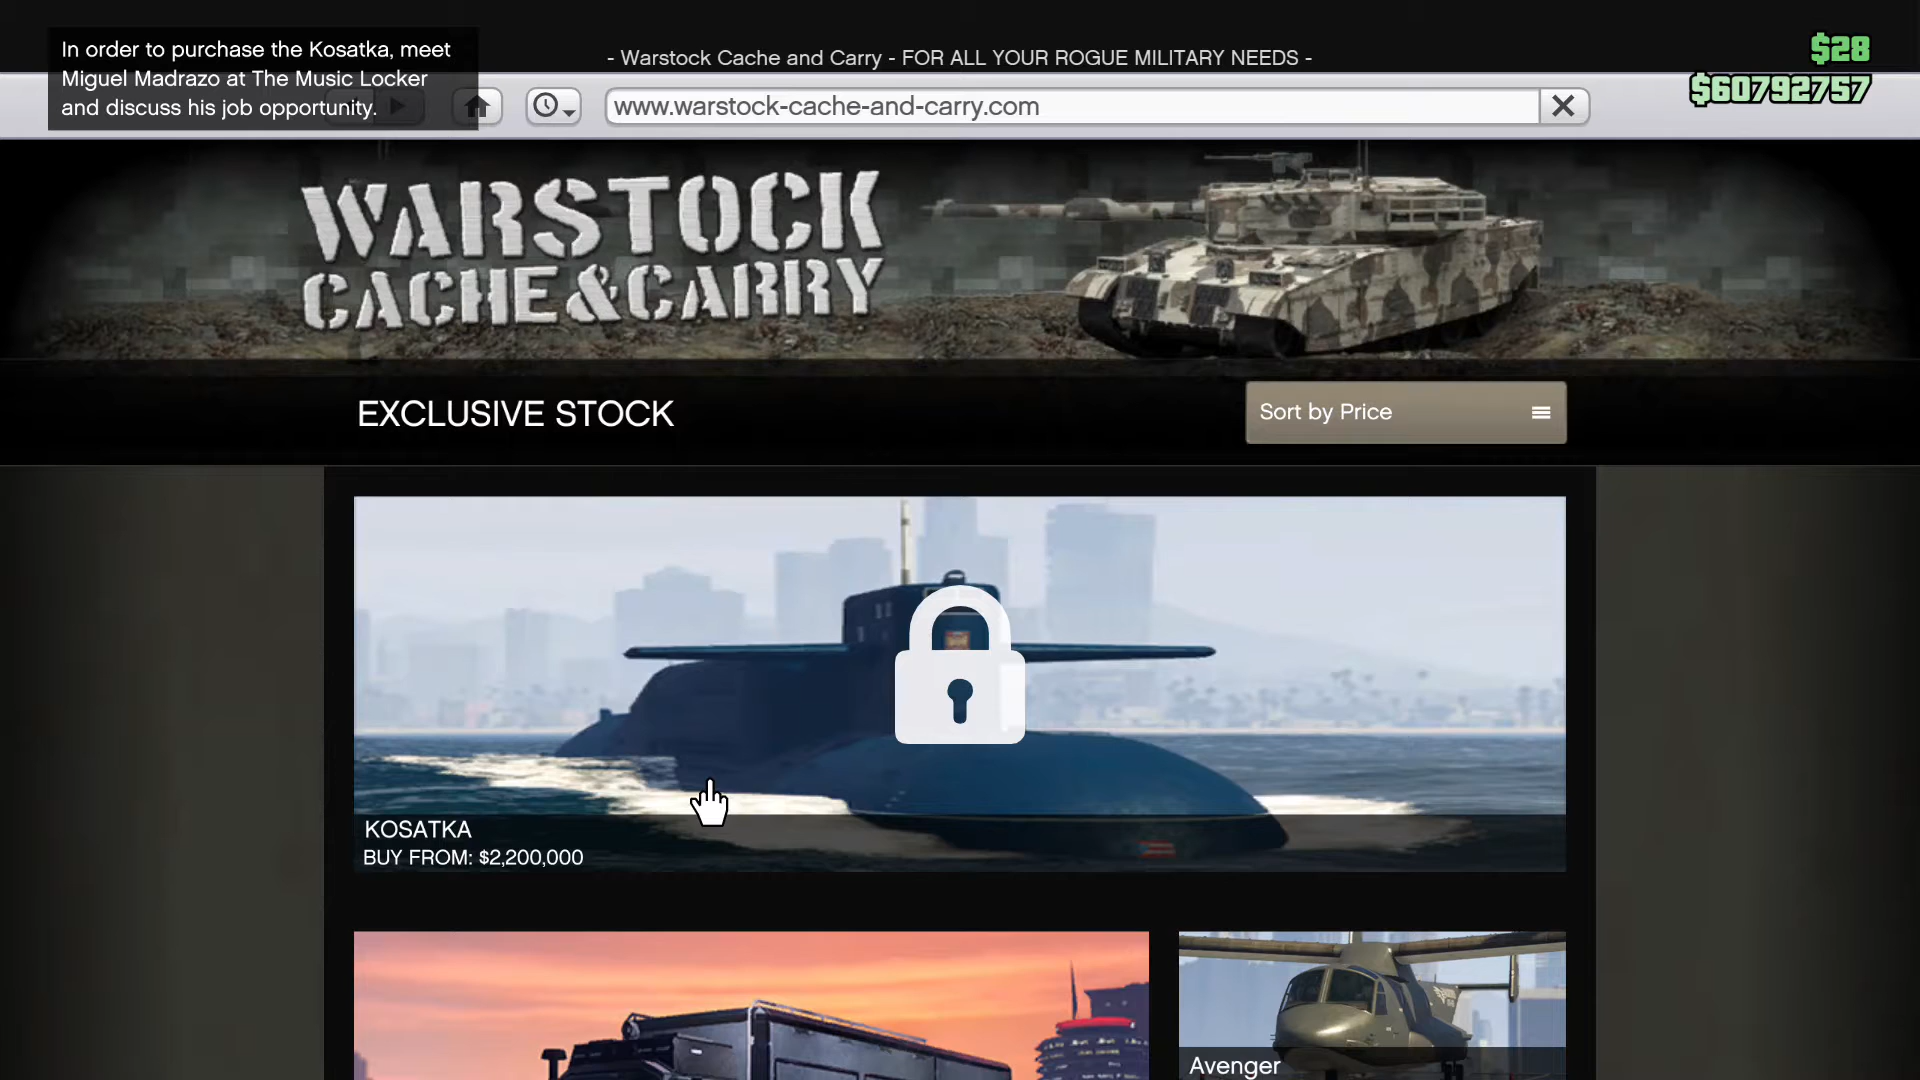 In order to purchase the Kosatka, meet
Miguel Madrazo at The Music Locker
and discuss his job opportunity.
- Warstock Cache and Carry - FOR ALL YOUR ROGUE MILITARY NEEDS -
$28
$60792757
www.warstock-cache-and-carry.com
WARSTOCK
CACHE & CARRY
EXCLUSIVE STOCK
Sort by Price
KOSATKA
BUY FROM: $2,200,000
Avenger